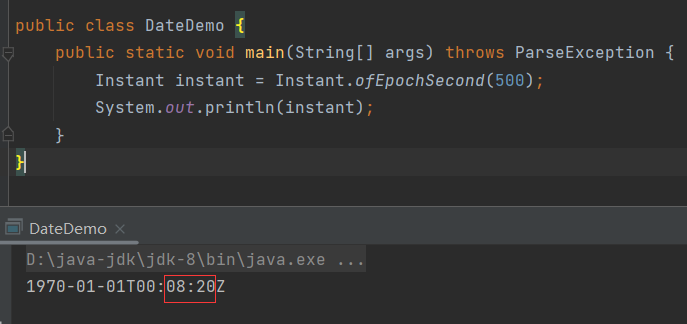 public class DateDemo {
    public static void main(String[] args) throws ParseException {
        Instant instant = Instant.ofEpochSecond(500);
        System.out.println(instant);
    }
}
DateDemo ×
D:\java-jdk\jdk-8\bin\java.exe ...
1970-01-01T00:08:20Z